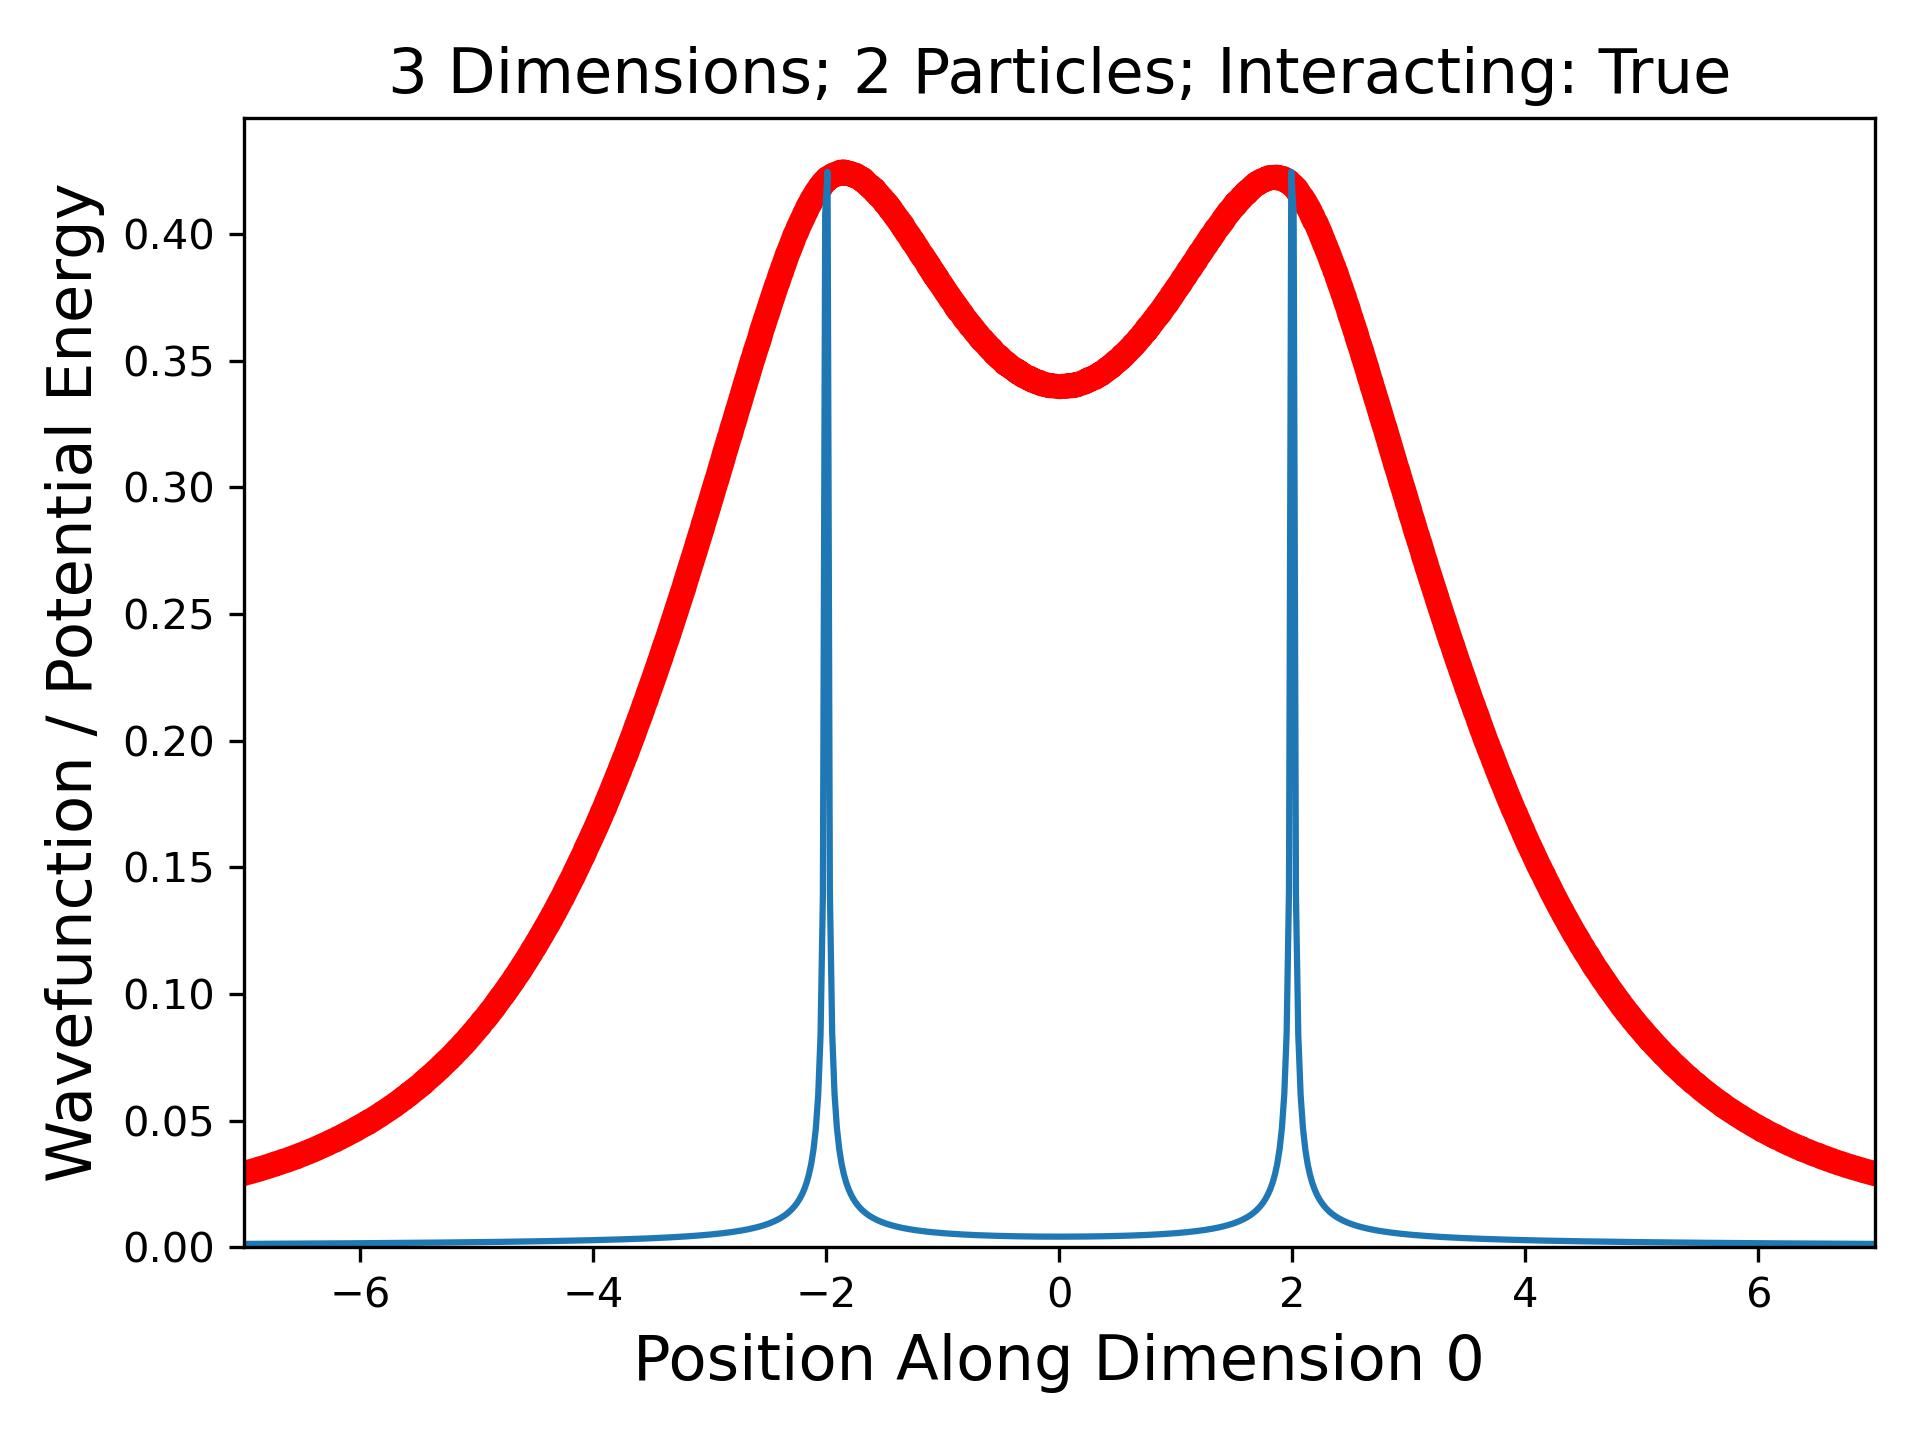 3 Dimensions; 2 Particles; Interacting: True
Wavefunction / Potential Energy
0.40
0.35
0.30
0.25
0.20
0.15
0.10
0.05
0.00
−6 −4 −2 0 2 4 6
Position Along Dimension 0